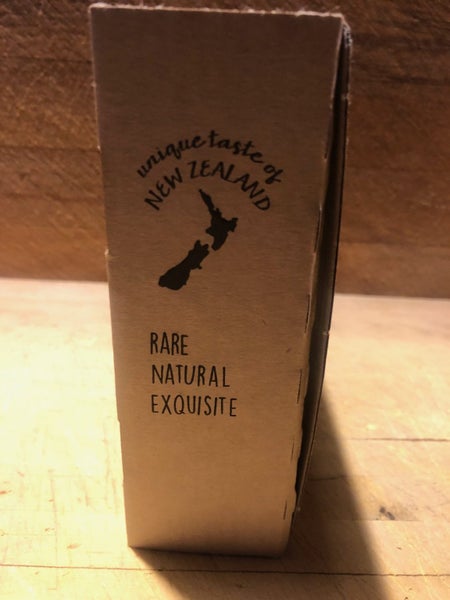 unique taste of
NEW ZEALAND
RARE
NATURAL
EXQUISITE